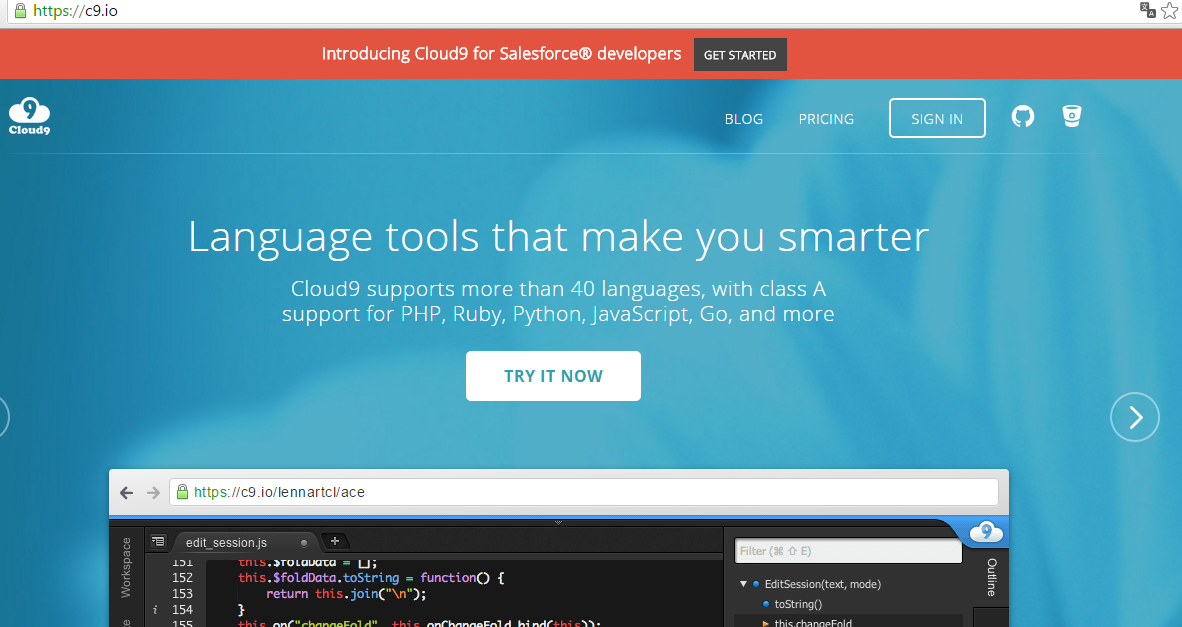 https://c9.io
Introducing Cloud9 for Salesforce® developers GET STARTED
9
Cloud9
BLOG PRICING SIGN IN
Language tools that make you smarter
Cloud9 supports more than 40 languages, with class A
support for PHP, Ruby, Python, JavaScript, Go, and more
TRY IT NOW
https://c9.io/lennartcl/ace
9
Workspace
edit_session.js
+
Filter (⌘ ⇧ E)
Outline
151 this.$foldData = [];
152 this.$foldData.toString = function() {
153 return this.join("\n");
i 154 }
155 this.on("changeFold", this.onChangeFold.bind(this));
EditSession(text, mode)
toString()
this.changeFold